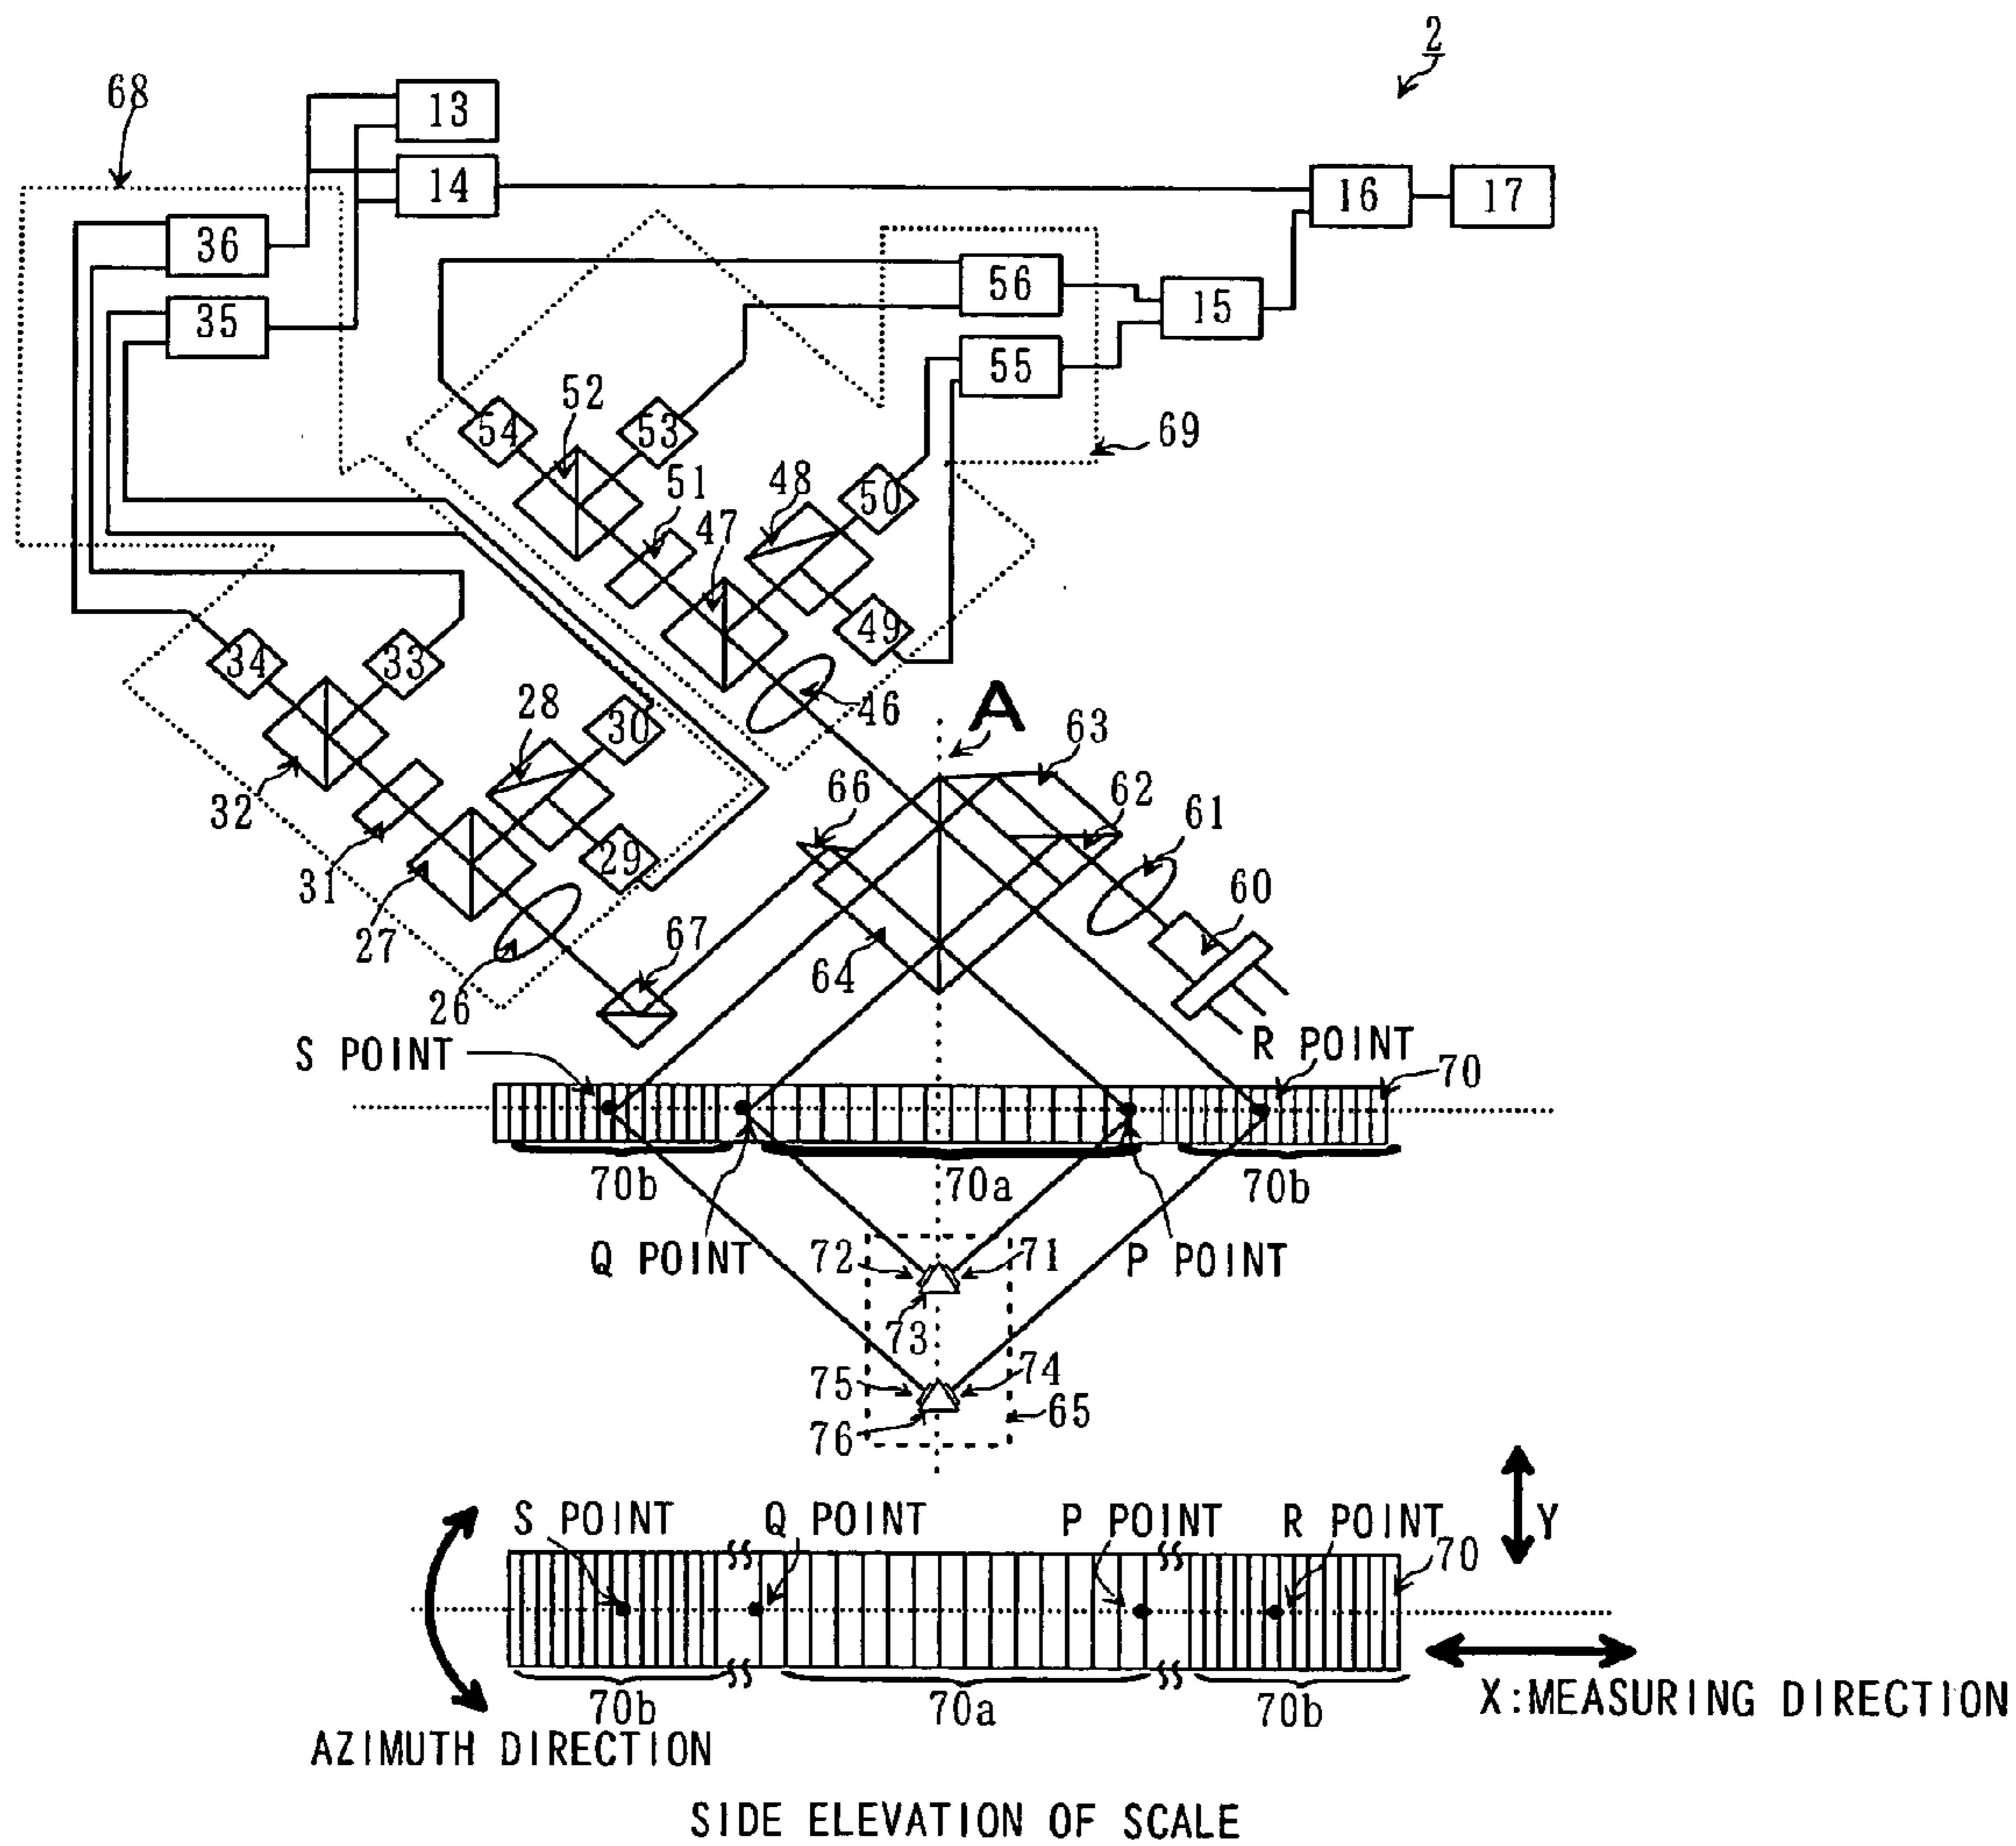 2
68
13
14
16
17
36
35
56
15
55
52
54
53
69
51
48
50
47
49
46
34
33
28
30
A
63
66
62
61
32
31
29
60
27
67
64
26
S POINT
R POINT
70
70b
70a
70b
Q POINT
72
71
P POINT
73
75
74
76
65
S POINT
Q POINT
P POINT
R POINT
Y
70
70b
70a
70b
X:MEASURING DIRECTION
AZIMUTH DIRECTION
SIDE ELEVATION OF SCALE